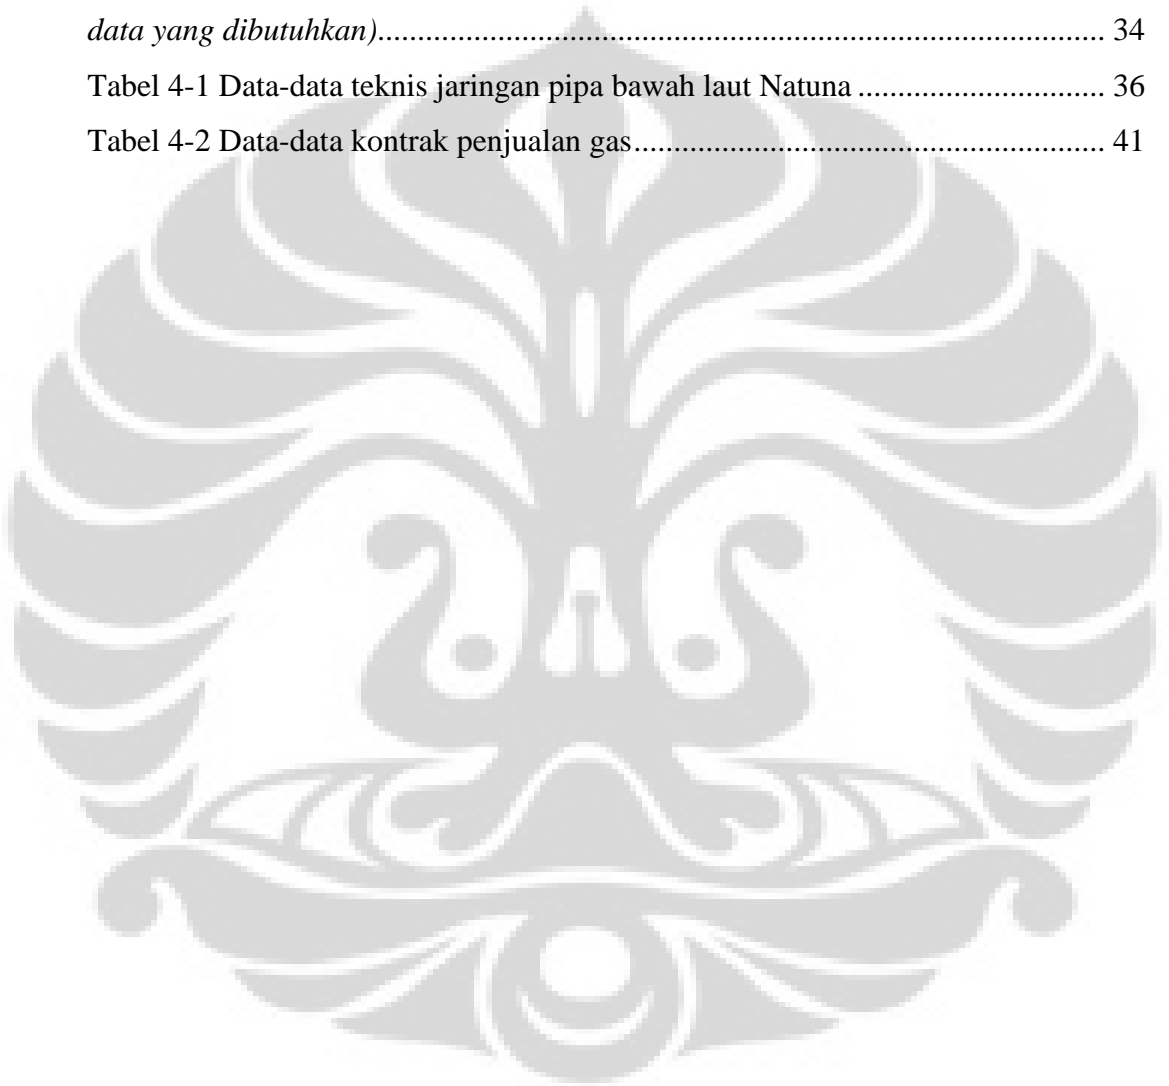 data yang dibutuhkan)........................................................................................... 34
Tabel 4-1 Data-data teknis jaringan pipa bawah laut Natuna ............................... 36
Tabel 4-2 Data-data kontrak penjualan gas........................................................... 41